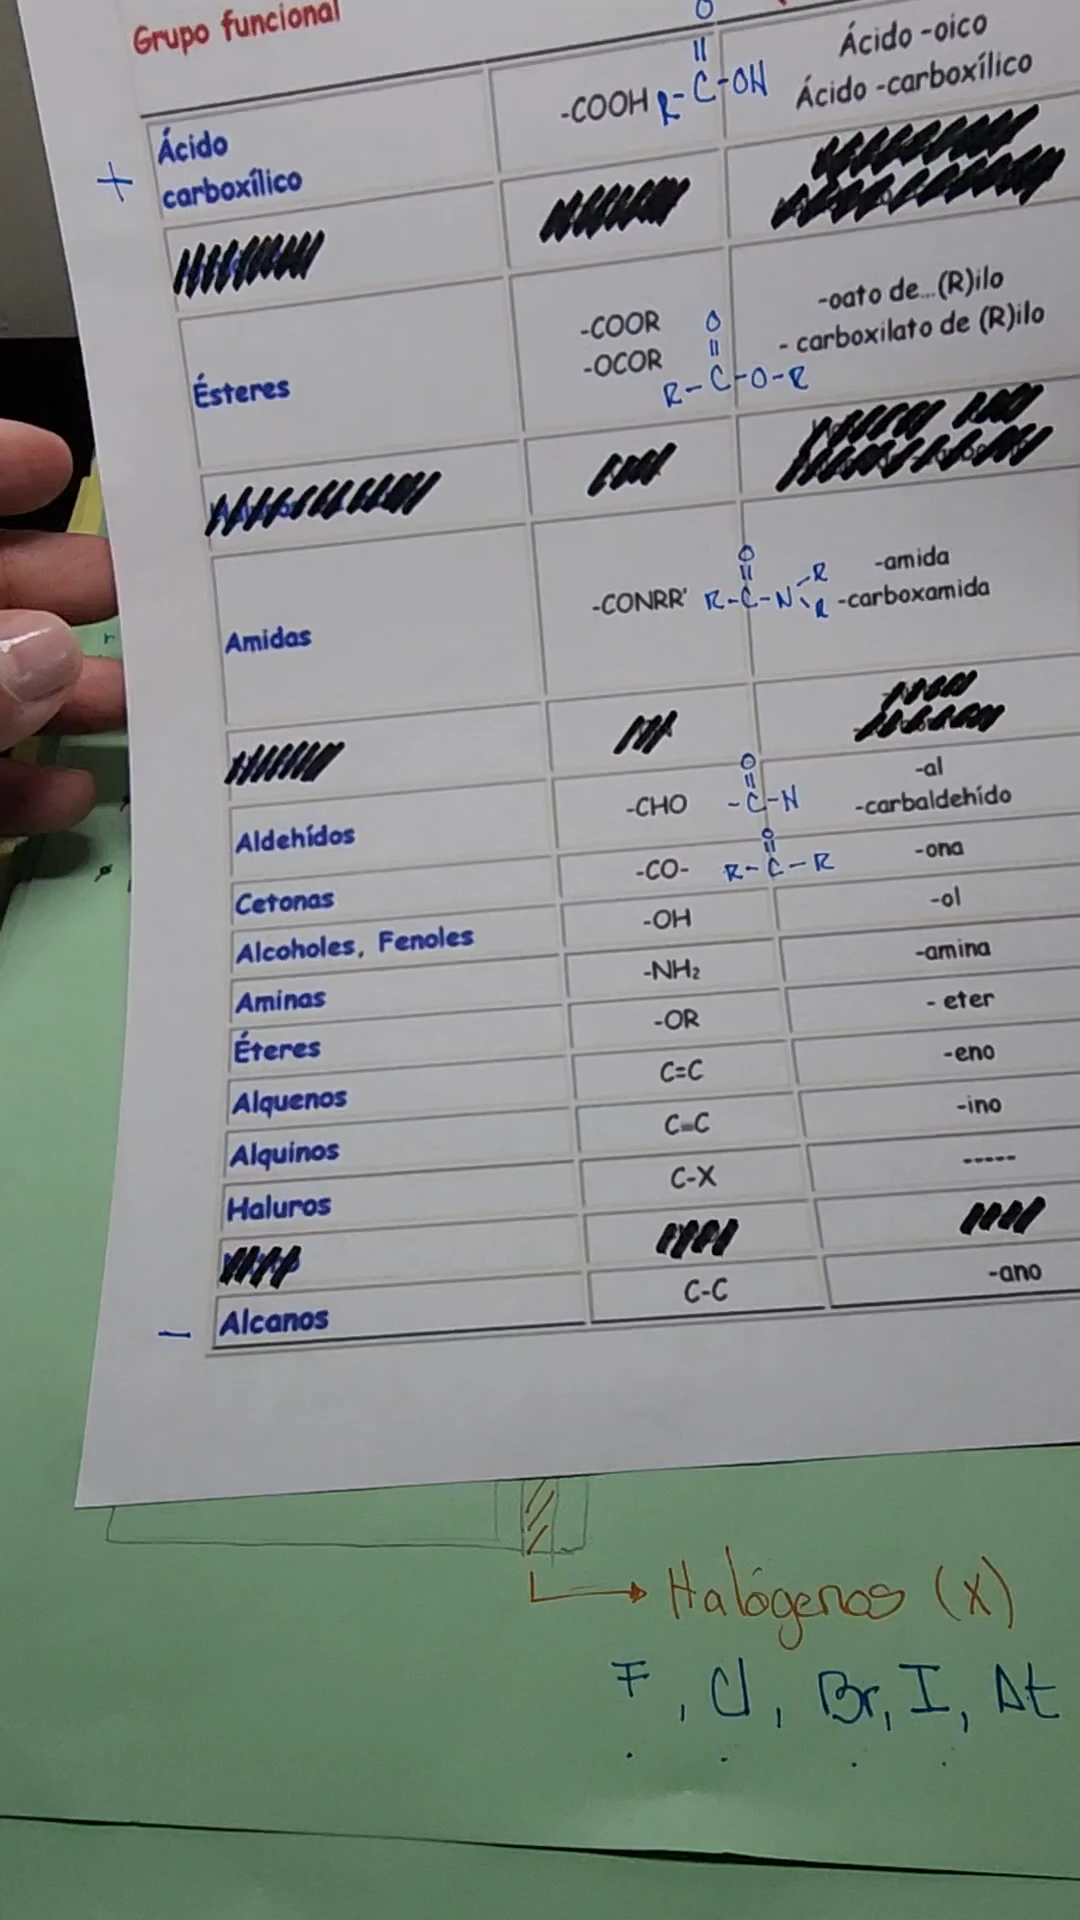 Grupo funcional
Ácido carboxílico
-COOH
O
R-C-OH
Ácido -oico
Ácido -carboxílico
+
Ésteres
-COOR
-OCOR
O
R-C-O-R
-oato de...(R)ilo
- carboxilato de (R)ilo
Amidas
-CONRR'
O
R-C-N
R
R
-amida
-carboxamida
Aldehídos
-CHO
O
-C-H
-al
-carbaldehído
Cetonas
-CO-
O
R-C-R
-ona
Alcoholes, Fenoles
-OH
-ol
Aminas
-NH₂
-amina
Éteres
-OR
- eter
Alquenos
C=C
-eno
Alquinos
C≡C
-ino
Haluros
C-X
-----
Alcanos
C-C
-ano
−
Halógenos (X)
F, Cl, Br, I, At